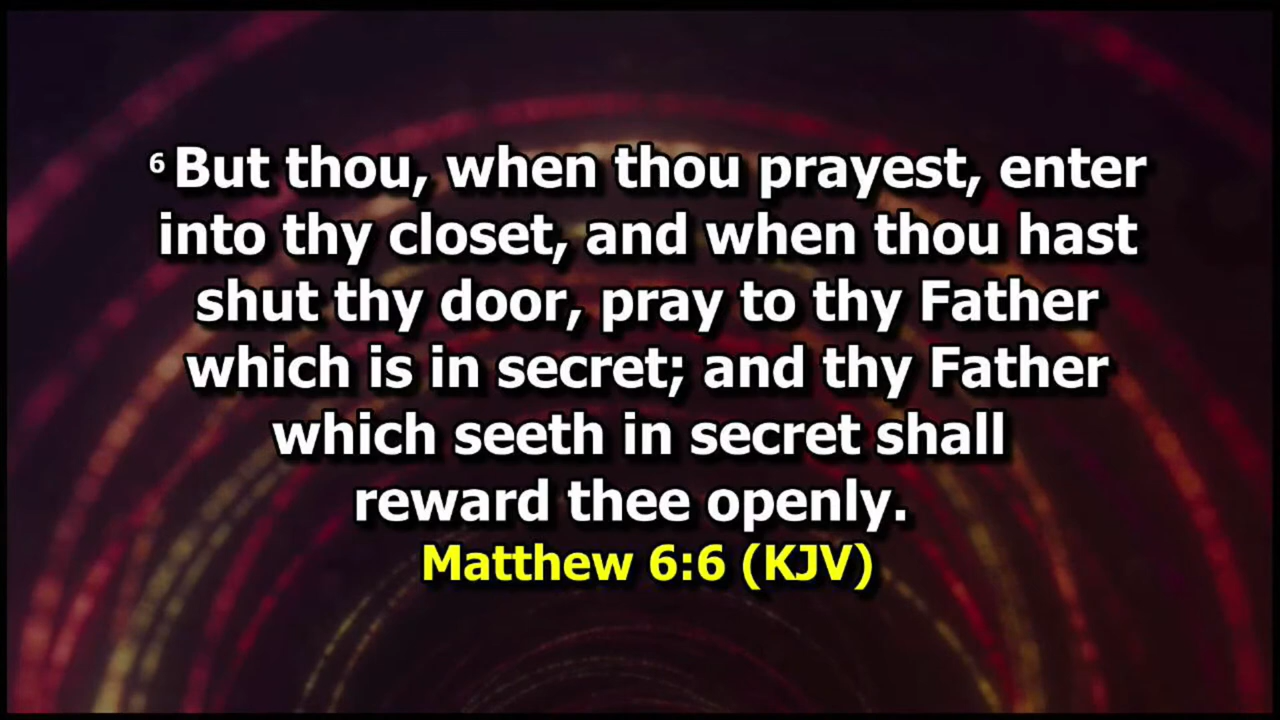 6 But thou, when thou prayest, enter
into thy closet, and when thou hast
shut thy door, pray to thy Father
which is in secret; and thy Father
which seeth in secret shall
reward thee openly.
Matthew 6:6 (KJV)